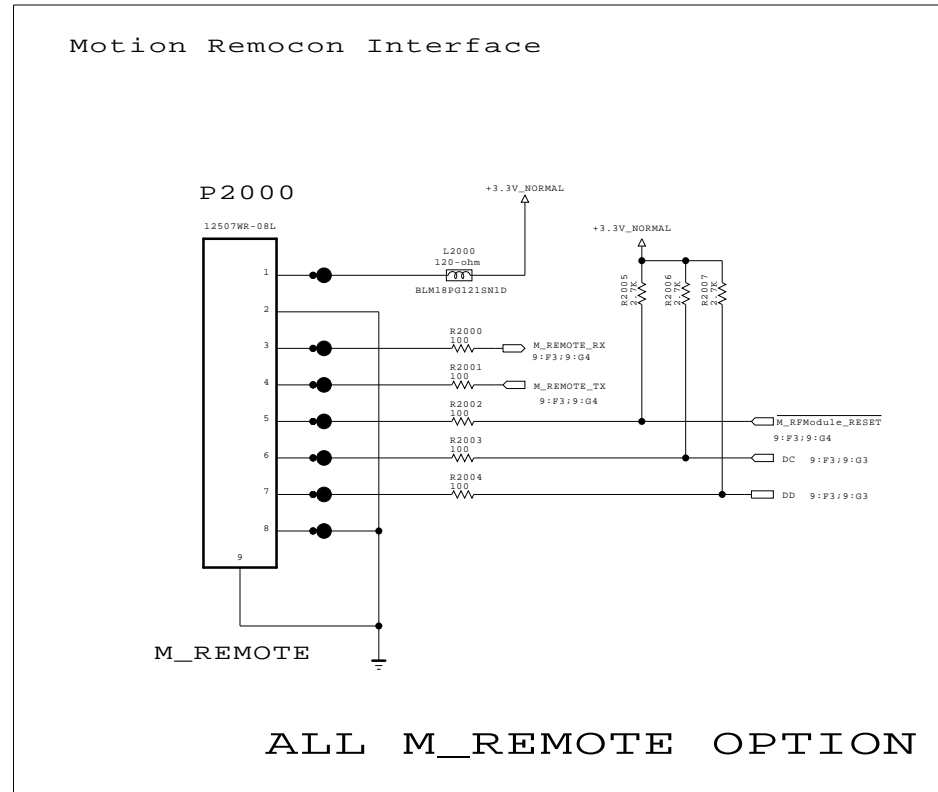 Motion Remocon Interface
P2000
12507WR-08L
+3.3V_NORMAL
+3.3V_NORMAL
L2000
120-ohm
BLM18PG121SN1D
R2005
2.7K
R2006
2.7K
R2007
2.7K
1
2
3
R2000
100
M_REMOTE_RX
9:F3;9:G4
4
R2001
100
M_REMOTE_TX
9:F3;9:G4
5
R2002
100
M_RFModule_RESET
9:F3;9:G4
6
R2003
100
DC 9:F3;9:G3
7
R2004
100
DD 9:F3;9:G3
8
9
M_REMOTE
ALL M_REMOTE OPTION